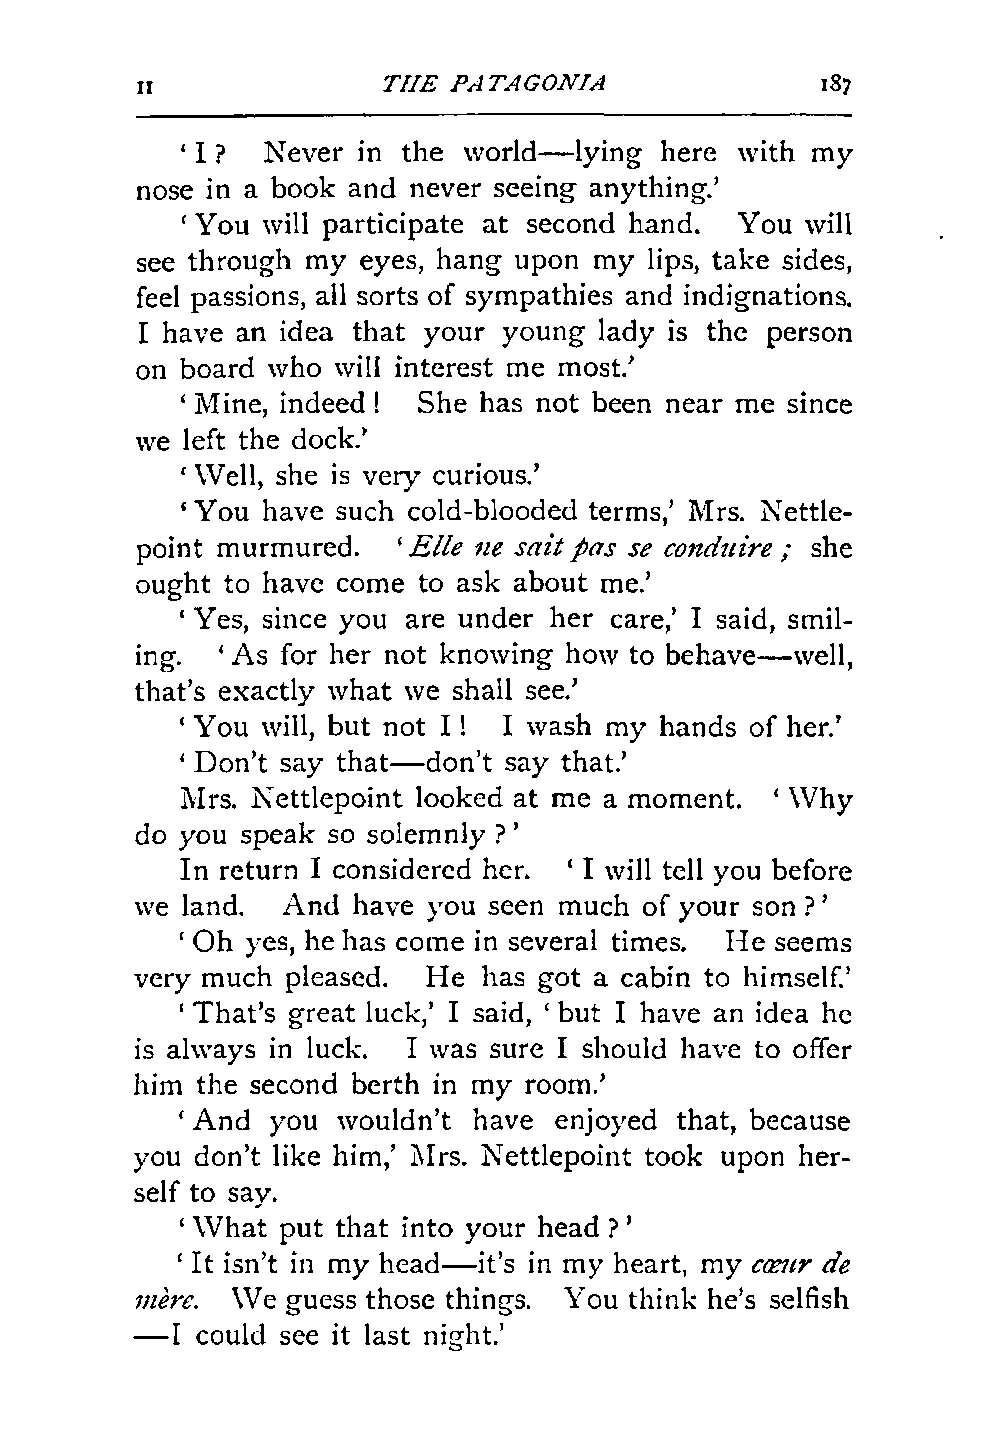 II THE PATAGONIA 187
‘I? Never in the world—lying here with my
nose in a book and never seeing anything.’
‘You will participate at second hand. You will
see through my eyes, hang upon my lips, take sides,
feel passions, all sorts of sympathies and indignations.
I have an idea that your young lady is the person
on board who will interest me most.’
‘Mine, indeed! She has not been near me since
we left the dock.’
‘Well, she is very curious.’
‘You have such cold-blooded terms,’ Mrs. Nettle-
point murmured. ‘Elle ne sait pas se conduire; she
ought to have come to ask about me.’
‘Yes, since you are under her care,’ I said, smil-
ing. ‘As for her not knowing how to behave—well,
that’s exactly what we shall see.’
‘You will, but not I! I wash my hands of her.’
‘Don’t say that—don’t say that.’
Mrs. Nettlepoint looked at me a moment. ‘Why
do you speak so solemnly?’
In return I considered her. ‘I will tell you before
we land. And have you seen much of your son?’
‘Oh yes, he has come in several times. He seems
very much pleased. He has got a cabin to himself.’
‘That’s great luck,’ I said, ‘but I have an idea he
is always in luck. I was sure I should have to offer
him the second berth in my room.’
‘And you wouldn’t have enjoyed that, because
you don’t like him,’ Mrs. Nettlepoint took upon her-
self to say.
‘What put that into your head?’
‘It isn’t in my head—it’s in my heart, my cœur de
mère. We guess those things. You think he’s selfish
—I could see it last night.’